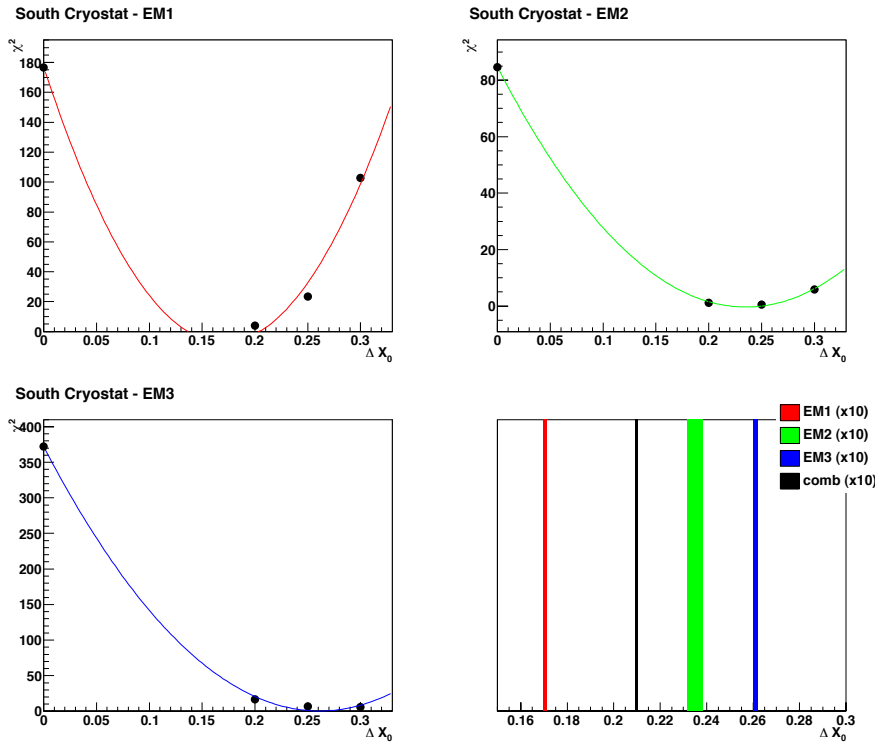 South Cryostat - EM1
χ²
180
160
140
120
100
80
60
40
20
0
0 0.05 0.1 0.15 0.2 0.25 0.3
Δ X₀
South Cryostat - EM2
χ²
80
60
40
20
0
0 0.05 0.1 0.15 0.2 0.25 0.3
Δ X₀
South Cryostat - EM3
χ²
400
350
300
250
200
150
100
50
0
0 0.05 0.1 0.15 0.2 0.25 0.3
Δ X₀
EM1 (x10)
EM2 (x10)
EM3 (x10)
comb (x10)
0.16 0.18 0.2 0.22 0.24 0.26 0.28 0.3
Δ X₀